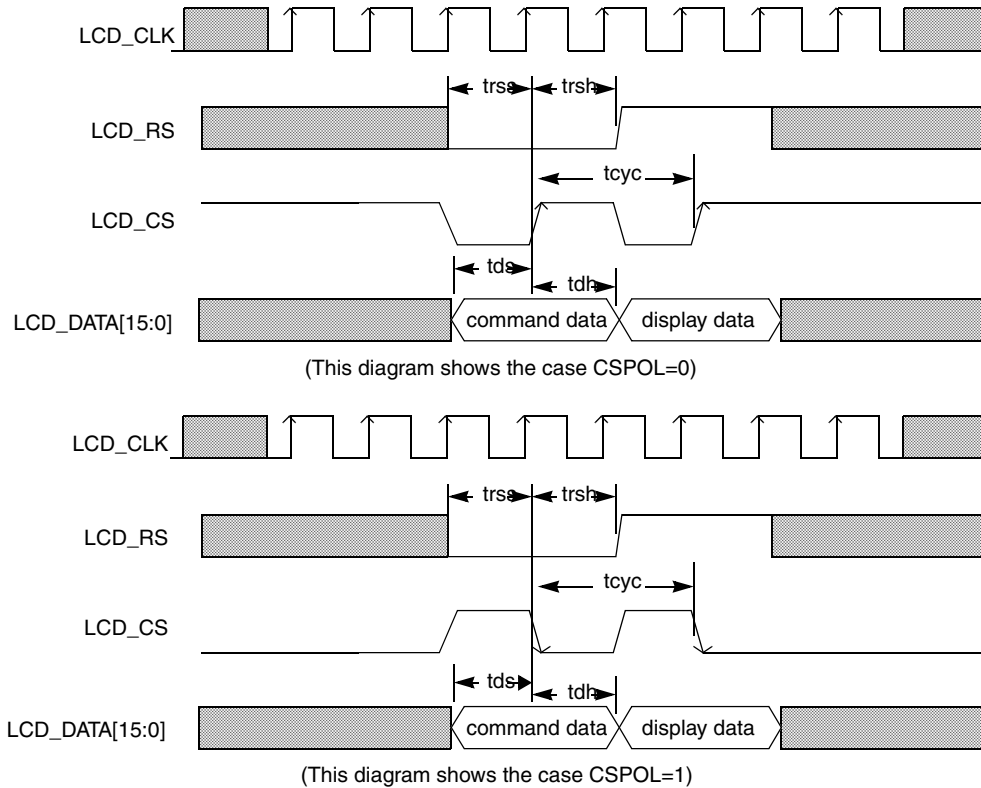 LCD_CLK
trss trsh
LCD_RS
tcyc
LCD_CS
tds
tdh
LCD_DATA[15:0] command data display data
(This diagram shows the case CSPOL=0)
LCD_CLK
trss trsh
LCD_RS
tcyc
LCD_CS
tds
tdh
LCD_DATA[15:0] command data display data
(This diagram shows the case CSPOL=1)